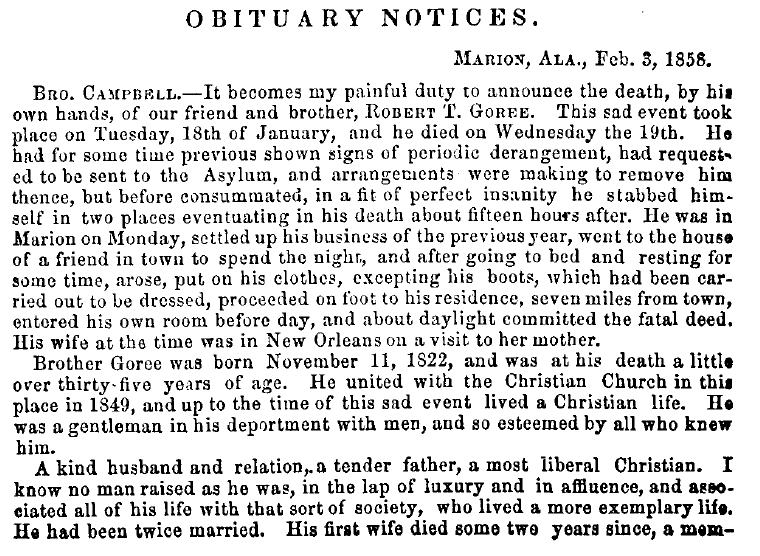 OBITUARY NOTICES.
MARION, ALA., Feb. 3, 1858.
BRO. CAMPBELL.—It becomes my painful duty to announce the death, by his
own hands, of our friend and brother, ROBERT T. GOREE. This sad event took
place on Tuesday, 18th of January, and he died on Wednesday the 19th. He
had for some time previous shown signs of periodic derangement, had request-
ed to be sent to the Asylum, and arrangements were making to remove him
thence, but before consummated, in a fit of perfect insanity he stabbed him-
self in two places eventuating in his death about fifteen hours after. He was in
Marion on Monday, settled up his business of the previous year, went to the house
of a friend in town to spend the night, and after going to bed and resting for
some time, arose, put on his clothes, excepting his boots, which had been car-
ried out to be dressed, proceeded on foot to his residence, seven miles from town,
entered his own room before day, and about daylight committed the fatal deed.
His wife at the time was in New Orleans on a visit to her mother.
Brother Goree was born November 11, 1822, and was at his death a little
over thirty-five years of age. He united with the Christian Church in this
place in 1849, and up to the time of this sad event lived a Christian life. He
was a gentleman in his deportment with men, and so esteemed by all who knew
him.
A kind husband and relation, a tender father, a most liberal Christian. I
know no man raised as he was, in the lap of luxury and in affluence, and asso-
ciated all of his life with that sort of society, who lived a more exemplary life.
He had been twice married. His first wife died some two years since, a mem-